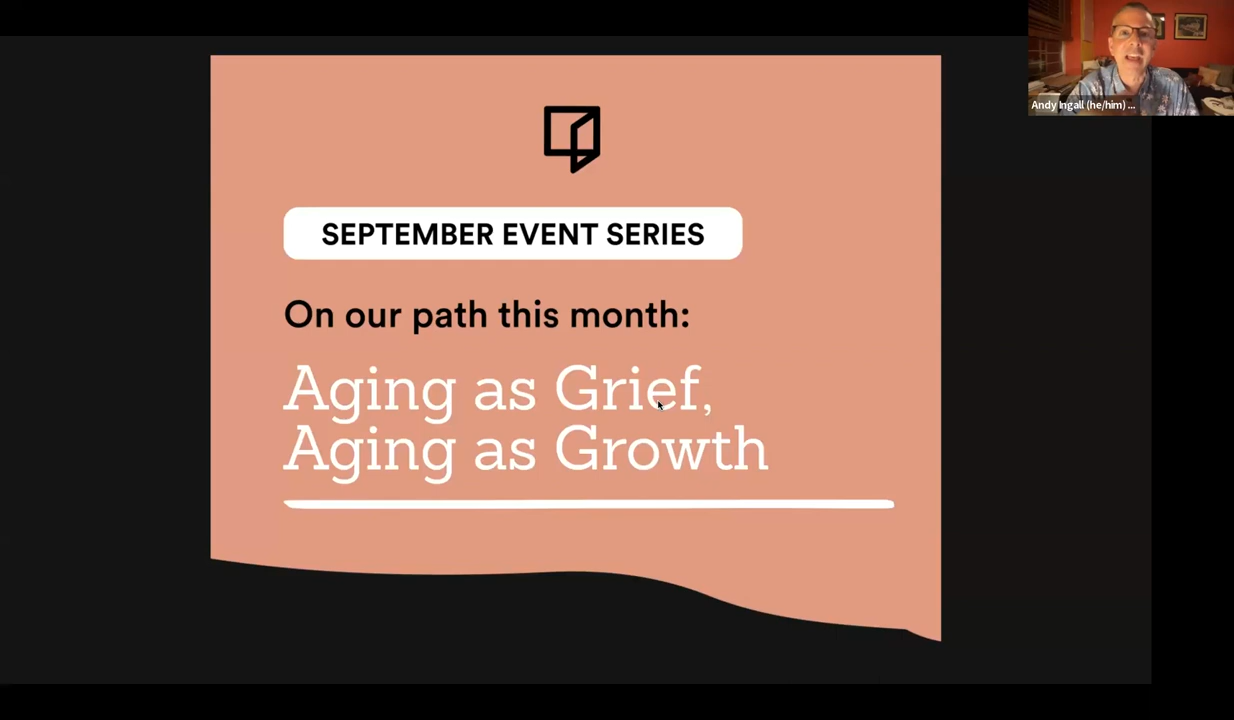 Andy Ingall (he/him) ...
SEPTEMBER EVENT SERIES
On our path this month:
Aging as Grief,
Aging as Growth